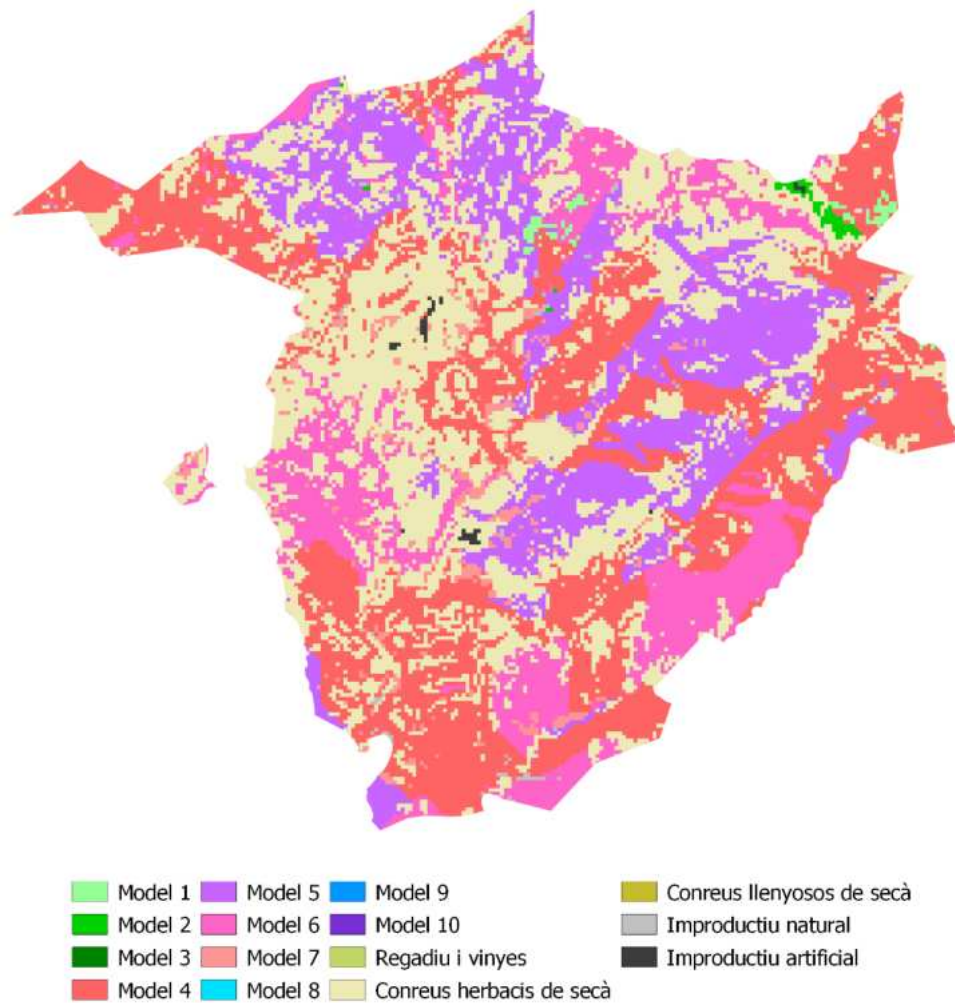 Model 1 Model 5 Model 9 Conreus llenyosos de secà
Model 2 Model 6 Model 10 Improductiu natural
Model 3 Model 7 Regadiu i vinyes Improductiu artificial
Model 4 Model 8 Conreus herbacis de secà